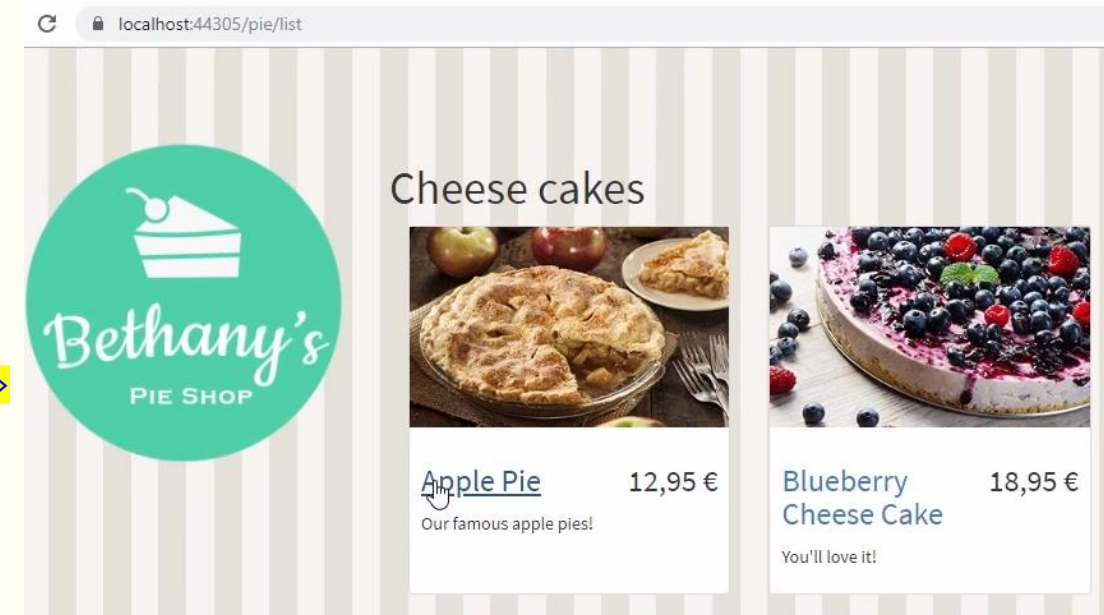 localhost:44305/pie/list
Bethany's
PIE SHOP
Cheese cakes
Apple Pie 12,95 €
Our famous apple pies!
Blueberry 18,95 €
Cheese Cake
You'll love it!
>